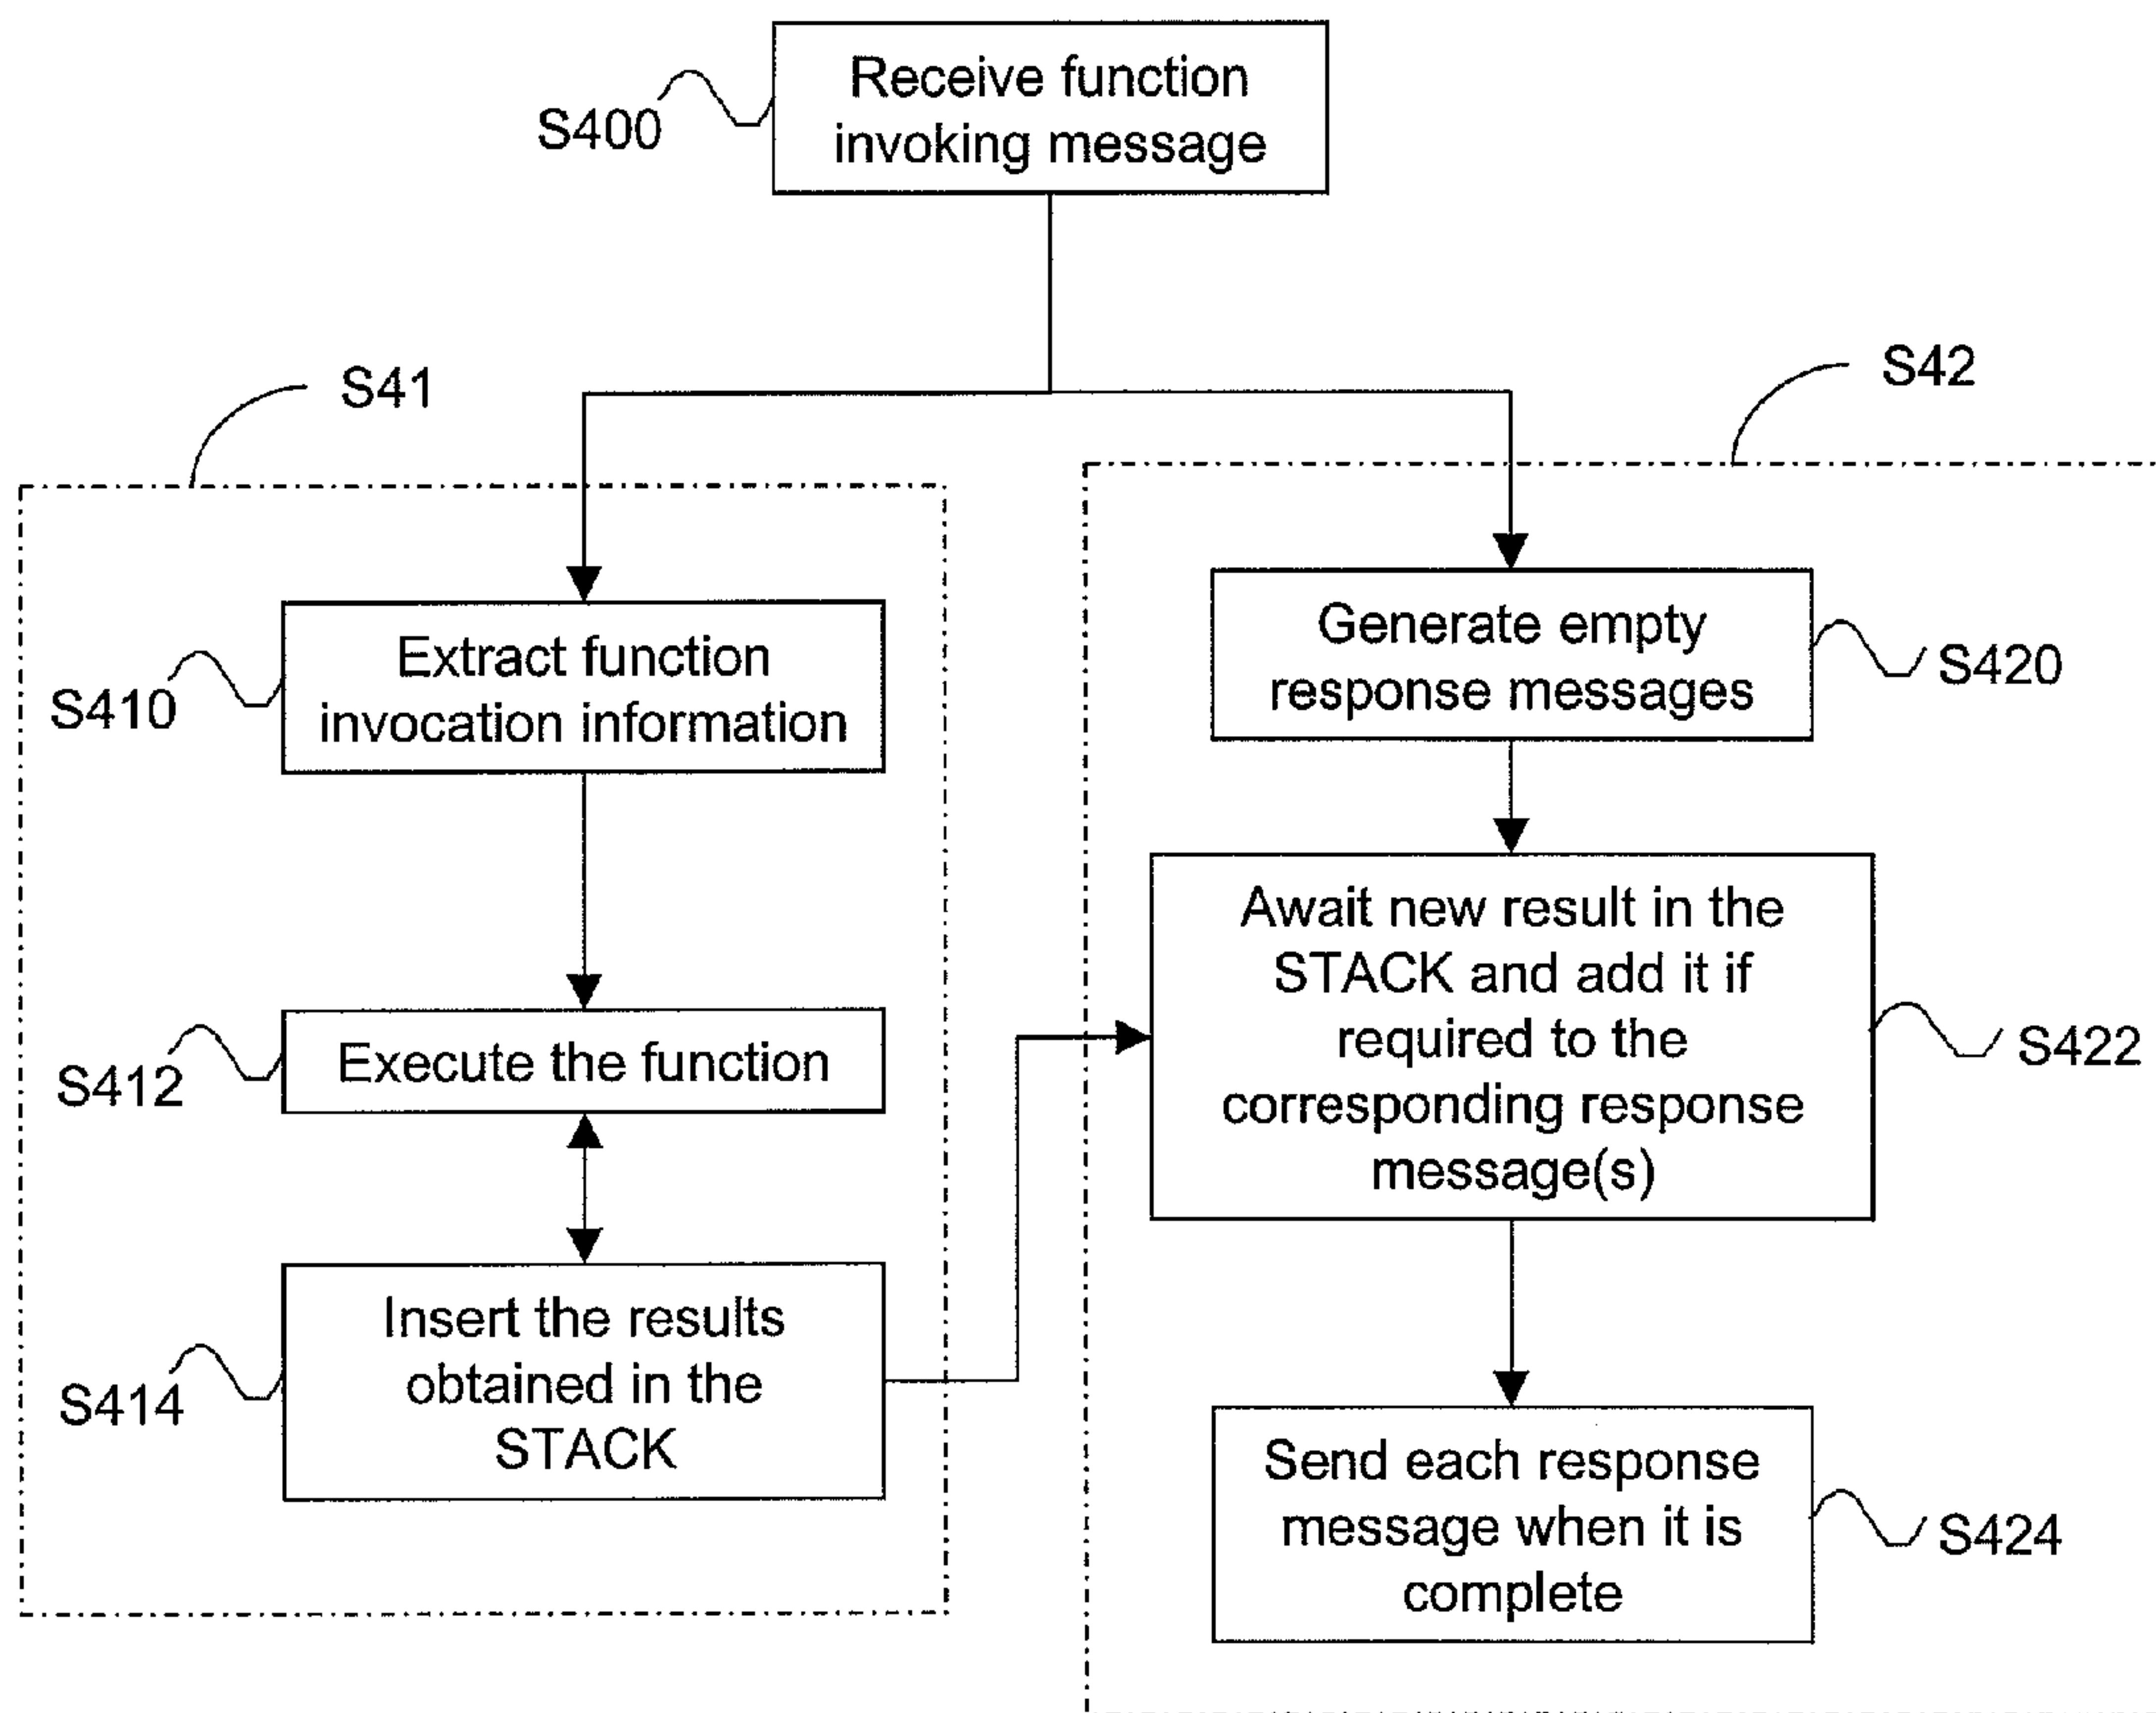 Receive function
invoking message
S400
S41
S42
Extract function
invocation information
S410
Execute the function
S412
Insert the results
obtained in the
STACK
S414
Generate empty
response messages
S420
Await new result in the
STACK and add it if
required to the
corresponding response
message(s)
S422
Send each response
message when it is
complete
S424